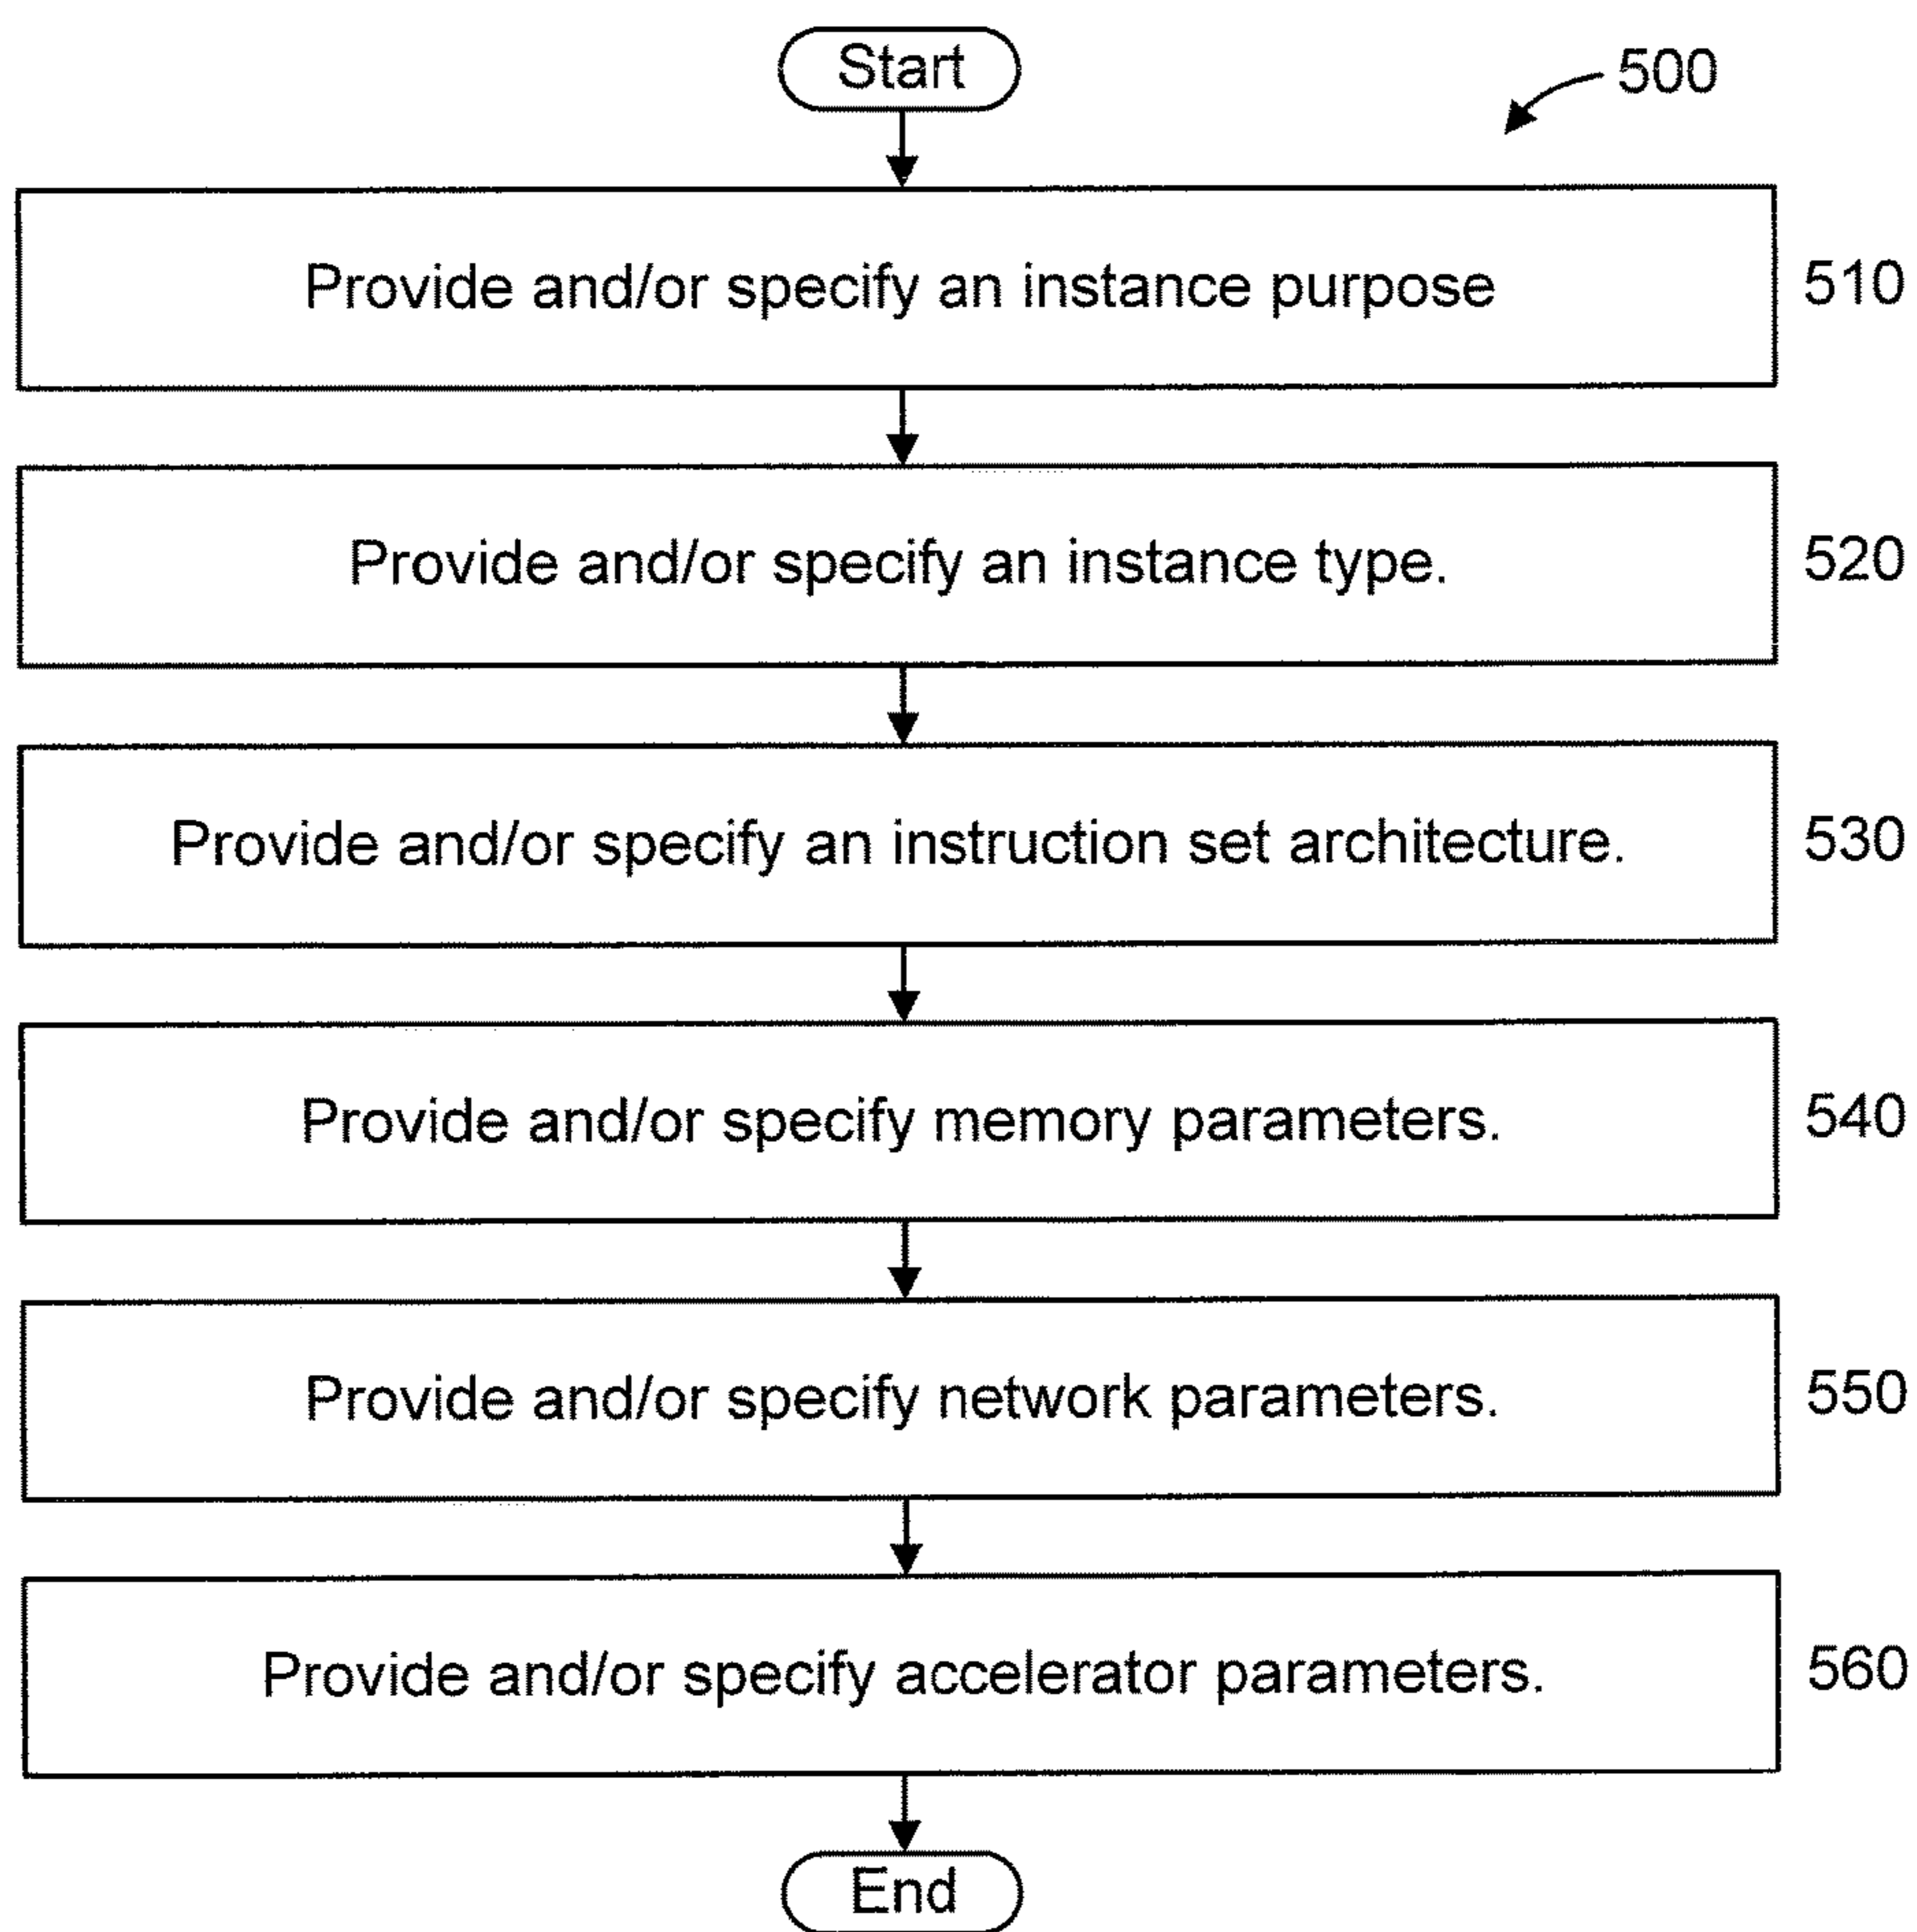 Start
500
Provide and/or specify an instance purpose
510
Provide and/or specify an instance type.
520
Provide and/or specify an instruction set architecture.
530
Provide and/or specify memory parameters.
540
Provide and/or specify network parameters.
550
Provide and/or specify accelerator parameters.
560
End